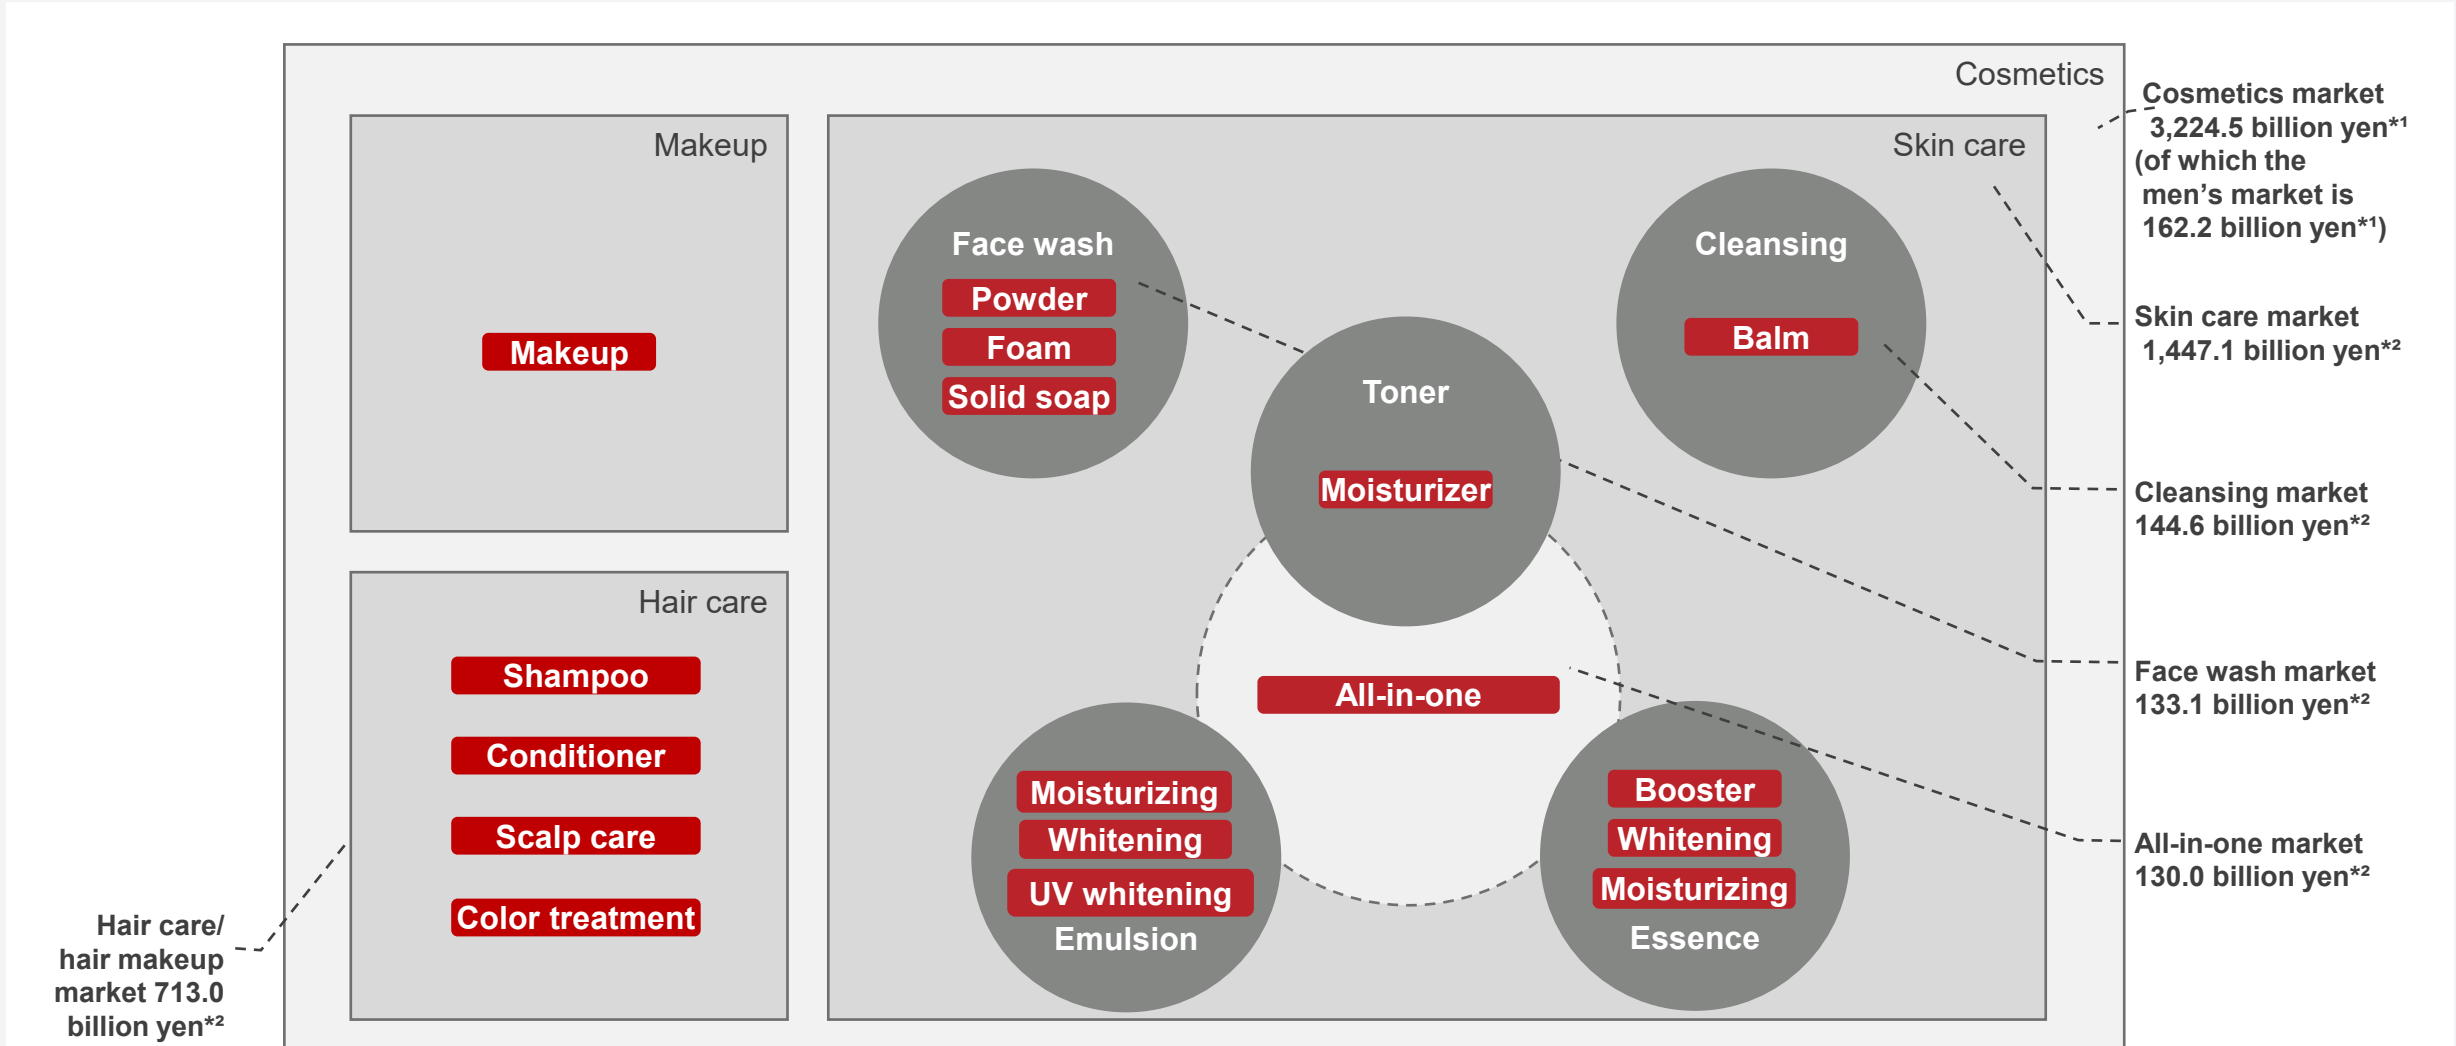 Cosmetics
Makeup
Makeup
Hair care
Shampoo
Conditioner
Scalp care
Color treatment
Hair care/
hair makeup
market 713.0
billion yen*²
Skin care
Face wash
Powder
Foam
Solid soap
Cleansing
Balm
Toner
Moisturizer
All-in-one
Moisturizing
Whitening
UV whitening
Emulsion
Booster
Whitening
Moisturizing
Essence
Cosmetics market
3,224.5 billion yen*¹
(of which the
men’s market is
162.2 billion yen*¹)
Skin care market
1,447.1 billion yen*²
Cleansing market
144.6 billion yen*²
Face wash market
133.1 billion yen*²
All-in-one market
130.0 billion yen*²